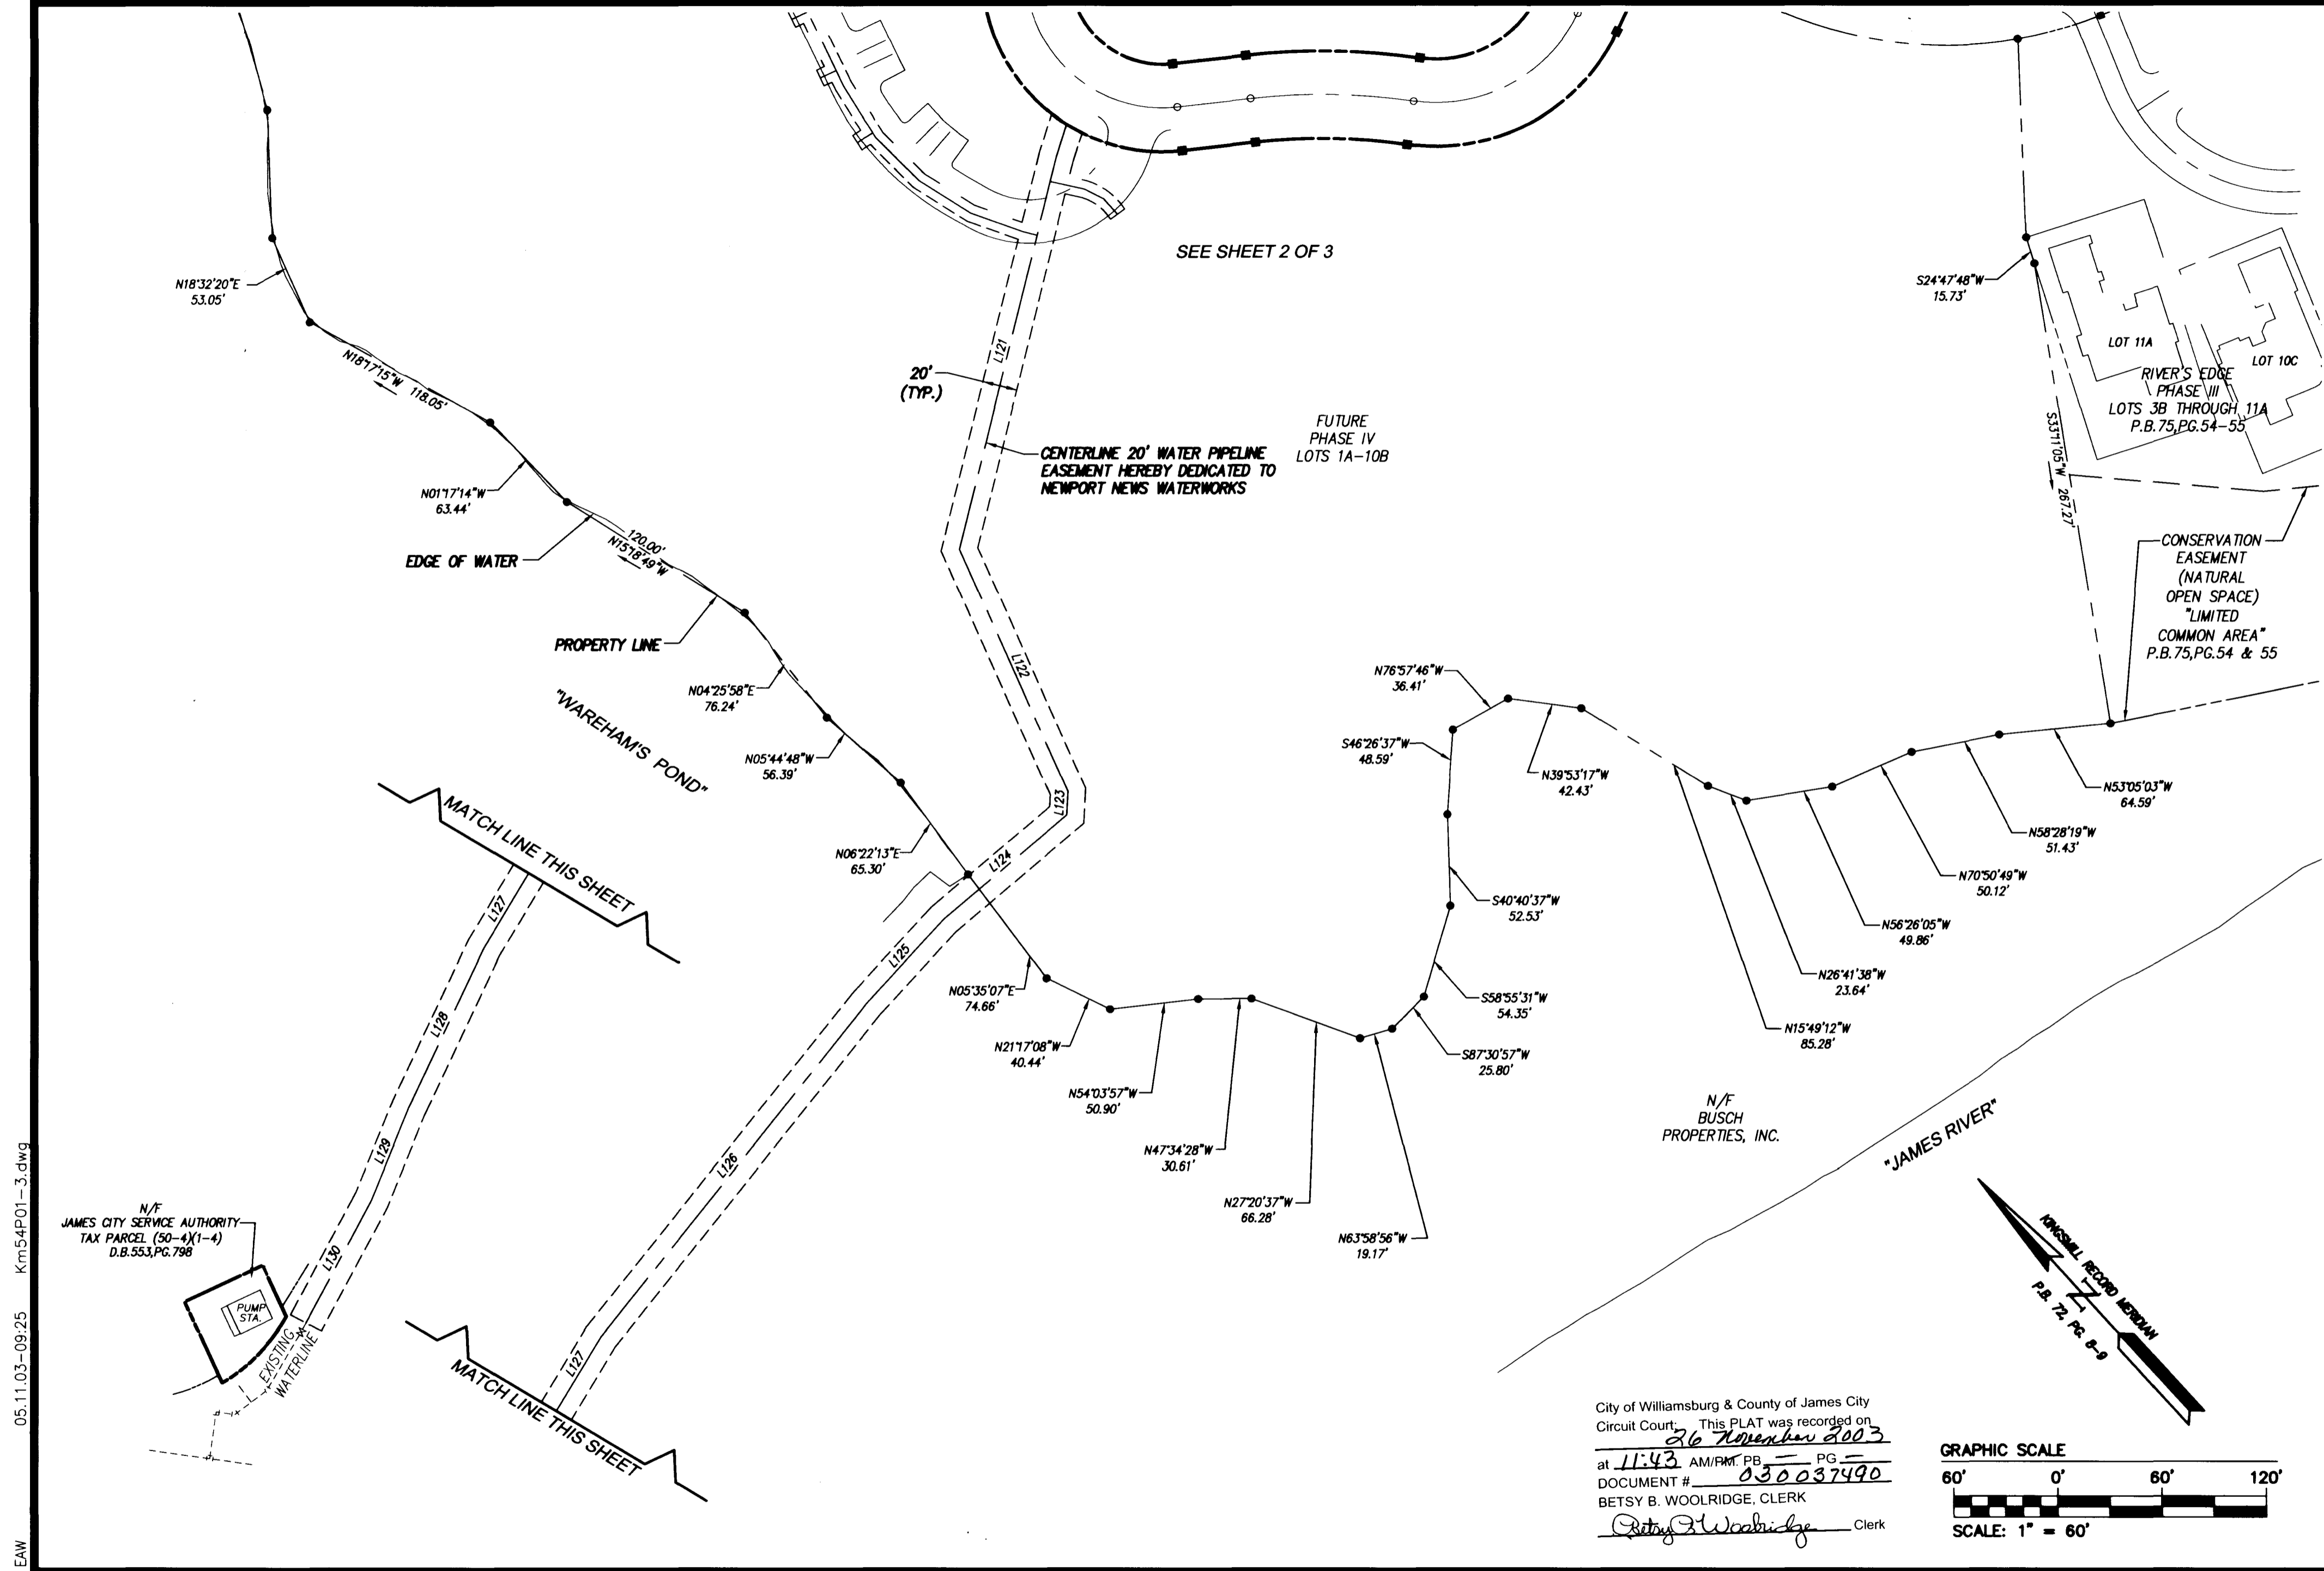 SEE SHEET 2 OF 3
N18°32'20"E
53.05'
N18°17'15"W 118.05'
N01°17'14"W
63.44'
EDGE OF WATER
120.00'
N15°18'49"W
PROPERTY LINE
N04°25'58"E
76.24'
"WAREHAM'S POND"
N05°44'48"W
56.39'
N06°22'13"E
65.30'
L121
20'
(TYP.)
CENTERLINE 20' WATER PIPELINE
EASEMENT HEREBY DEDICATED TO
NEWPORT NEWS WATERWORKS
FUTURE
PHASE IV
LOTS 1A-10B
L122
L123
L124
L125
L126
L127
MATCH LINE THIS SHEET
MATCH LINE THIS SHEET
L127
L128
L129
L130
N/F
JAMES CITY SERVICE AUTHORITY
TAX PARCEL (50-4)(1-4)
D.B.553,PG.798
PUMP
STA.
EXISTING
WATERLINE
N05°35'07"E
74.66'
N21°17'08"W
40.44'
N54°03'57"W
50.90'
N47°34'28"W
30.61'
N27°20'37"W
66.28'
N63°58'56"W
19.17'
S87°30'57"W
25.80'
S58°55'31"W
54.35'
S40°40'37"W
52.53'
S46°26'37"W
48.59'
N76°57'46"W
36.41'
N39°53'17"W
42.43'
N15°49'12"W
85.28'
N26°41'38"W
23.64'
N56°26'05"W
49.86'
N70°50'49"W
50.12'
N58°28'19"W
51.43'
N53°05'03"W
64.59'
S24°47'48"W
15.73'
S33°11'05"W 267.27'
LOT 11A
LOT 10C
RIVER'S EDGE
PHASE III
LOTS 3B THROUGH 11A
P.B.75,PG.54-55
CONSERVATION
EASEMENT
(NATURAL
OPEN SPACE)
"LIMITED
COMMON AREA"
P.B.75,PG.54 & 55
N/F
BUSCH
PROPERTIES, INC.
"JAMES RIVER"
KINGSMILL RECORD MERIDIAN
N
P.B. 72, PG. 8-9
City of Williamsburg & County of James City
Circuit Court: This PLAT was recorded on
26 November 2003
at 11:43 AM/PM. PB — PG —
DOCUMENT # 030037490
BETSY B. WOOLRIDGE, CLERK
Betsy B Woolridge Clerk
GRAPHIC SCALE
60' 0' 60' 120'
SCALE: 1" = 60'
EAW 05.11.03-09:25 Km54P01-3.dwg